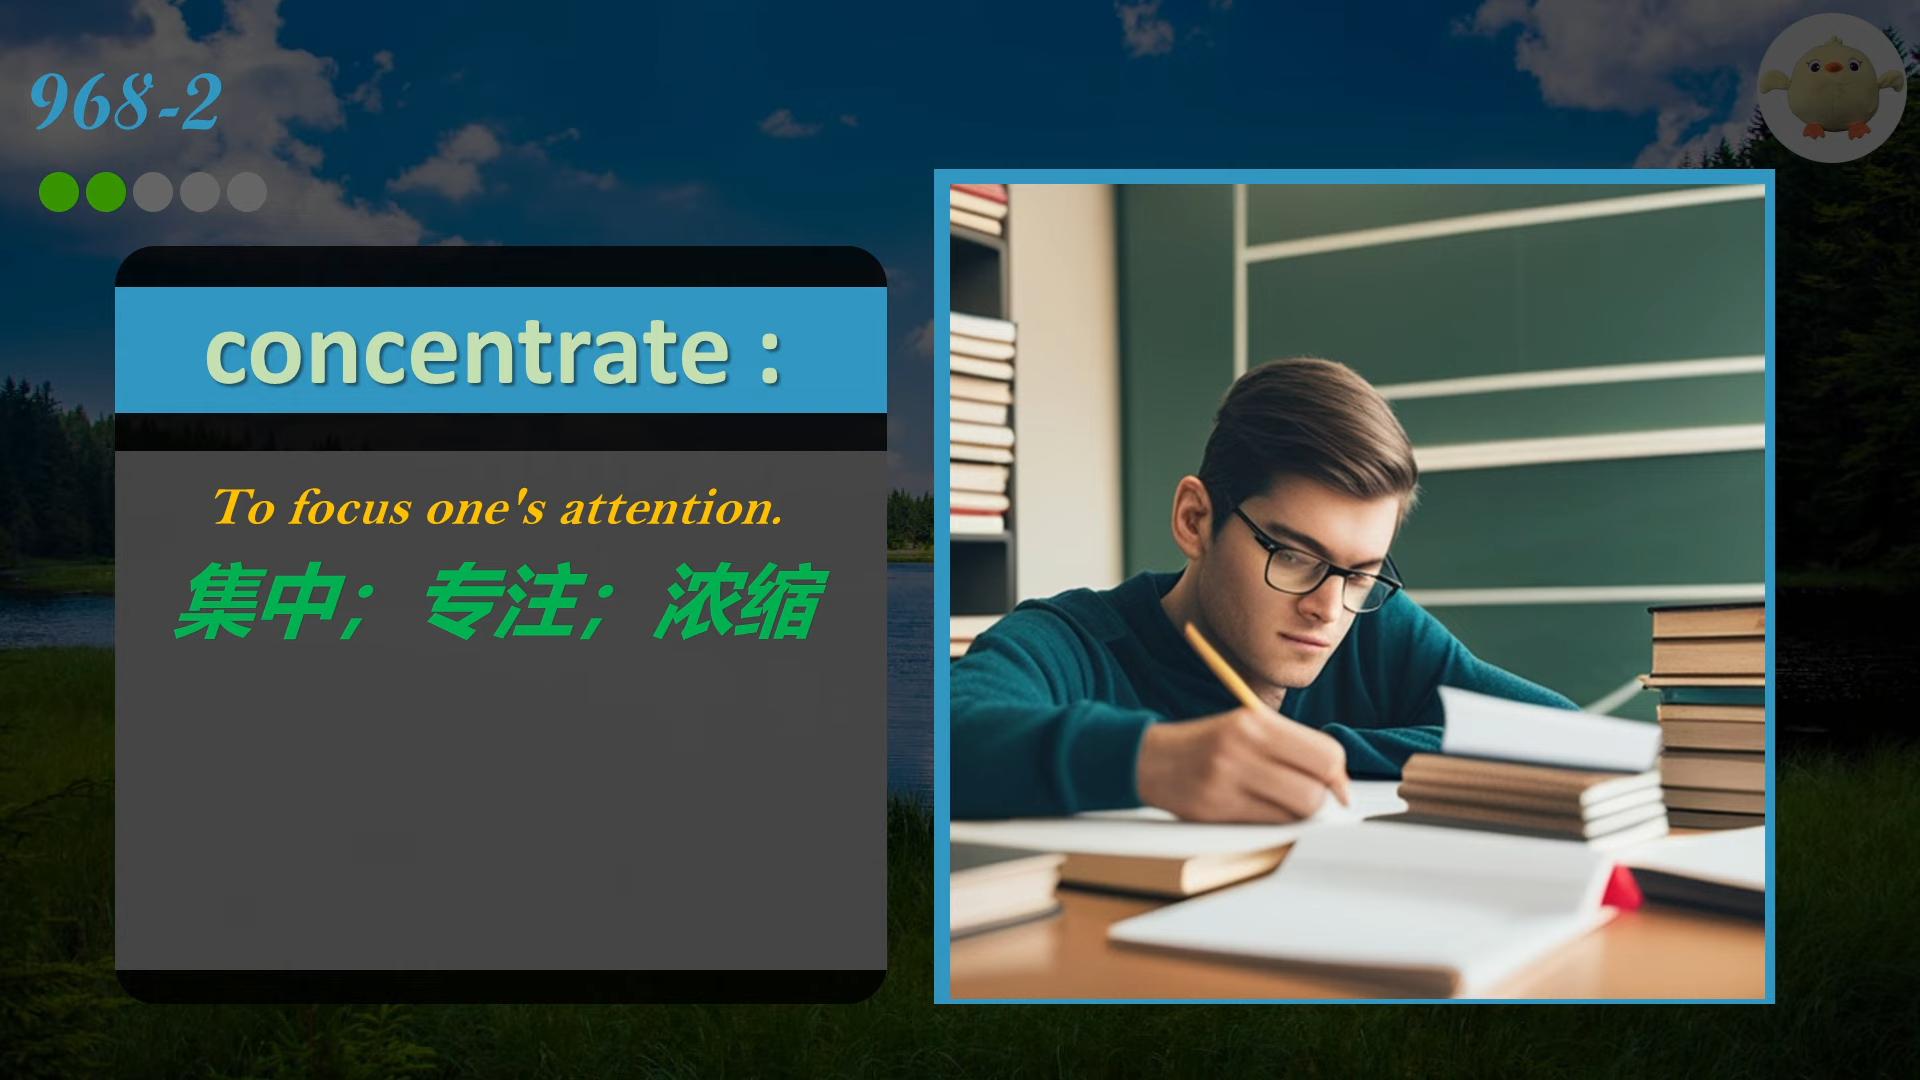 968-2
concentrate :
To focus one's attention.
集中；专注；浓缩